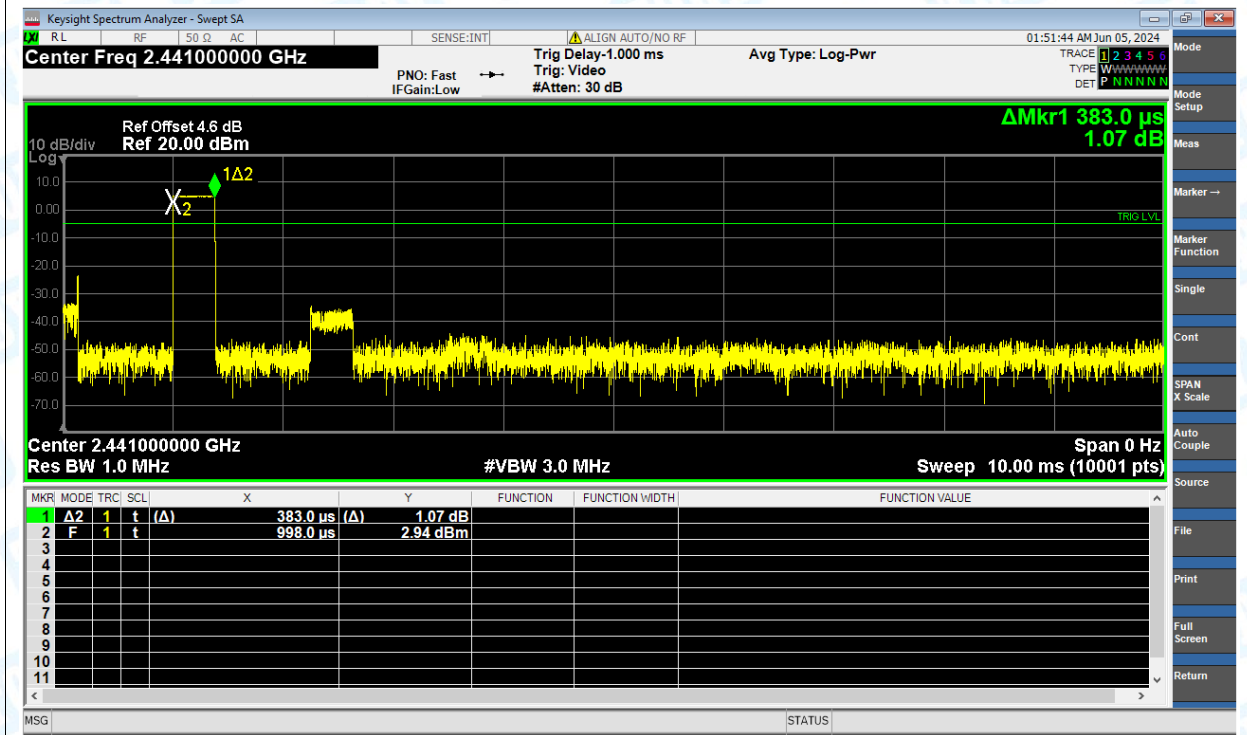 Keysight Spectrum Analyzer - Swept SA
LXI RL RF 50 Ω AC SENSE:INT ALIGN AUTO/NO RF 01:51:44 AM Jun 05, 2024
Center Freq 2.441000000 GHz
PNO: Fast
IFGain:Low
Trig Delay-1.000 ms
Trig: Video
#Atten: 30 dB
Avg Type: Log-Pwr
TRACE 1 2 3 4 5 6
TYPE WWWWWW
DET P N N N N N
ΔMkr1 383.0 µs
1.07 dB
Ref Offset 4.6 dB
10 dB/div Ref 20.00 dBm
Log
10.0
0.00
-10.0
-20.0
-30.0
-40.0
-50.0
-60.0
-70.0
1Δ2
X2
TRIG LVL
Center 2.441000000 GHz Span 0 Hz
Res BW 1.0 MHz #VBW 3.0 MHz Sweep 10.00 ms (10001 pts)
MKR MODE TRC SCL X Y FUNCTION FUNCTION WIDTH FUNCTION VALUE
1 Δ2 1 t (Δ) 383.0 µs (Δ) 1.07 dB
2 F 1 t 998.0 µs 2.94 dBm
3
4
5
6
7
8
9
10
11
MSG STATUS
Mode
Mode
Setup
Meas
Marker→
Marker
Function
Single
Cont
SPAN
X Scale
Auto
Couple
Source
File
Print
Full
Screen
Return